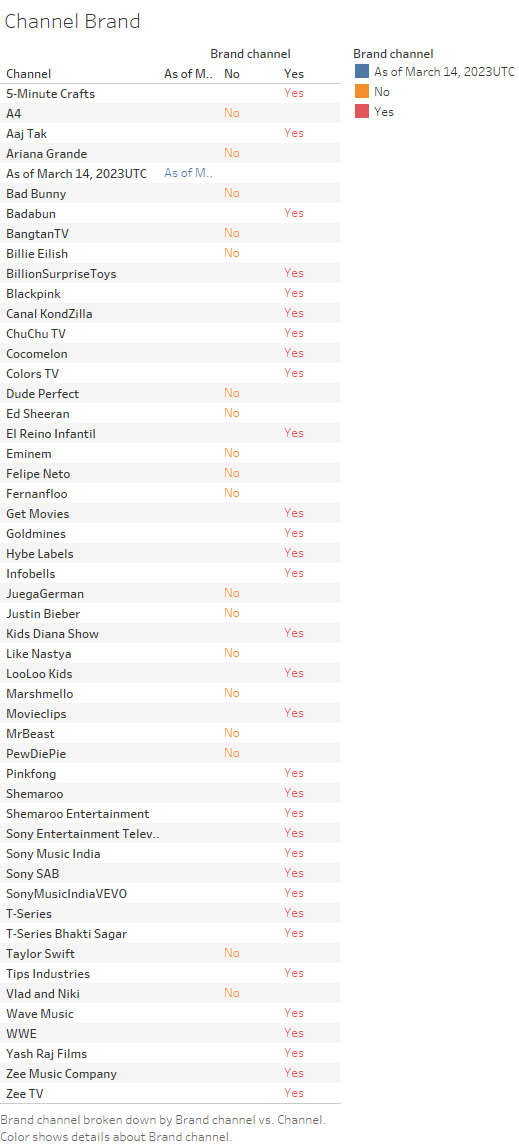 Channel Brand
Brand channel
Channel As of M.. No Yes
5-Minute Crafts Yes
A4 No
Aaj Tak Yes
Ariana Grande No
As of March 14, 2023UTC As of M..
Bad Bunny No
Badabun Yes
BangtanTV No
Billie Eilish No
BillionSurpriseToys Yes
Blackpink Yes
Canal KondZilla Yes
ChuChu TV Yes
Cocomelon Yes
Colors TV Yes
Dude Perfect No
Ed Sheeran No
El Reino Infantil Yes
Eminem No
Felipe Neto No
Fernanfloo No
Get Movies Yes
Goldmines Yes
Hybe Labels Yes
Infobells Yes
JuegaGerman No
Justin Bieber No
Kids Diana Show Yes
Like Nastya No
LooLoo Kids Yes
Marshmello No
Movieclips Yes
MrBeast No
PewDiePie No
Pinkfong Yes
Shemaroo Yes
Shemaroo Entertainment Yes
Sony Entertainment Telev.. Yes
Sony Music India Yes
Sony SAB Yes
SonyMusicIndiaVEVO Yes
T-Series Yes
T-Series Bhakti Sagar Yes
Taylor Swift No
Tips Industries Yes
Vlad and Niki No
Wave Music Yes
WWE Yes
Yash Raj Films Yes
Zee Music Company Yes
Zee TV Yes
Brand channel
As of March 14, 2023UTC
No
Yes
Brand channel broken down by Brand channel vs. Channel.
Color shows details about Brand channel.